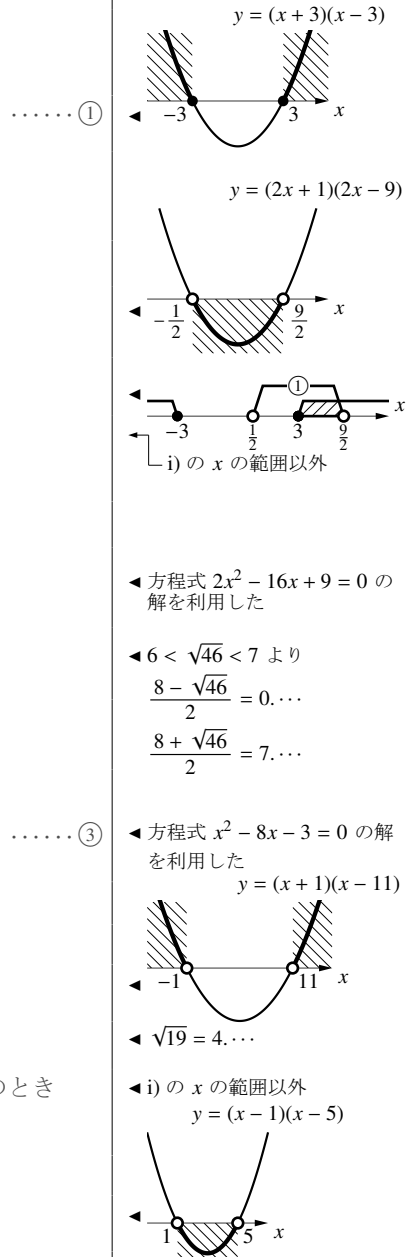 y = (x + 3)(x − 3)
……①
◀ −3 3 x
y = (2x + 1)(2x − 9)
◀ −1/2 9/2 x
◀ ① x
−3 1/2 3 9/2
i) の x の範囲以外
◀ 方程式 2x² − 16x + 9 = 0 の
解を利用した
◀ 6 < √46 < 7 より
(8 − √46)/2 = 0.⋯
(8 + √46)/2 = 7.⋯
……③
◀ 方程式 x² − 8x − 3 = 0 の解
を利用した
y = (x + 1)(x − 11)
◀ −1 11 x
◀ √19 = 4.⋯
のとき
◀ i) の x の範囲以外
y = (x − 1)(x − 5)
◀ 1 5 x